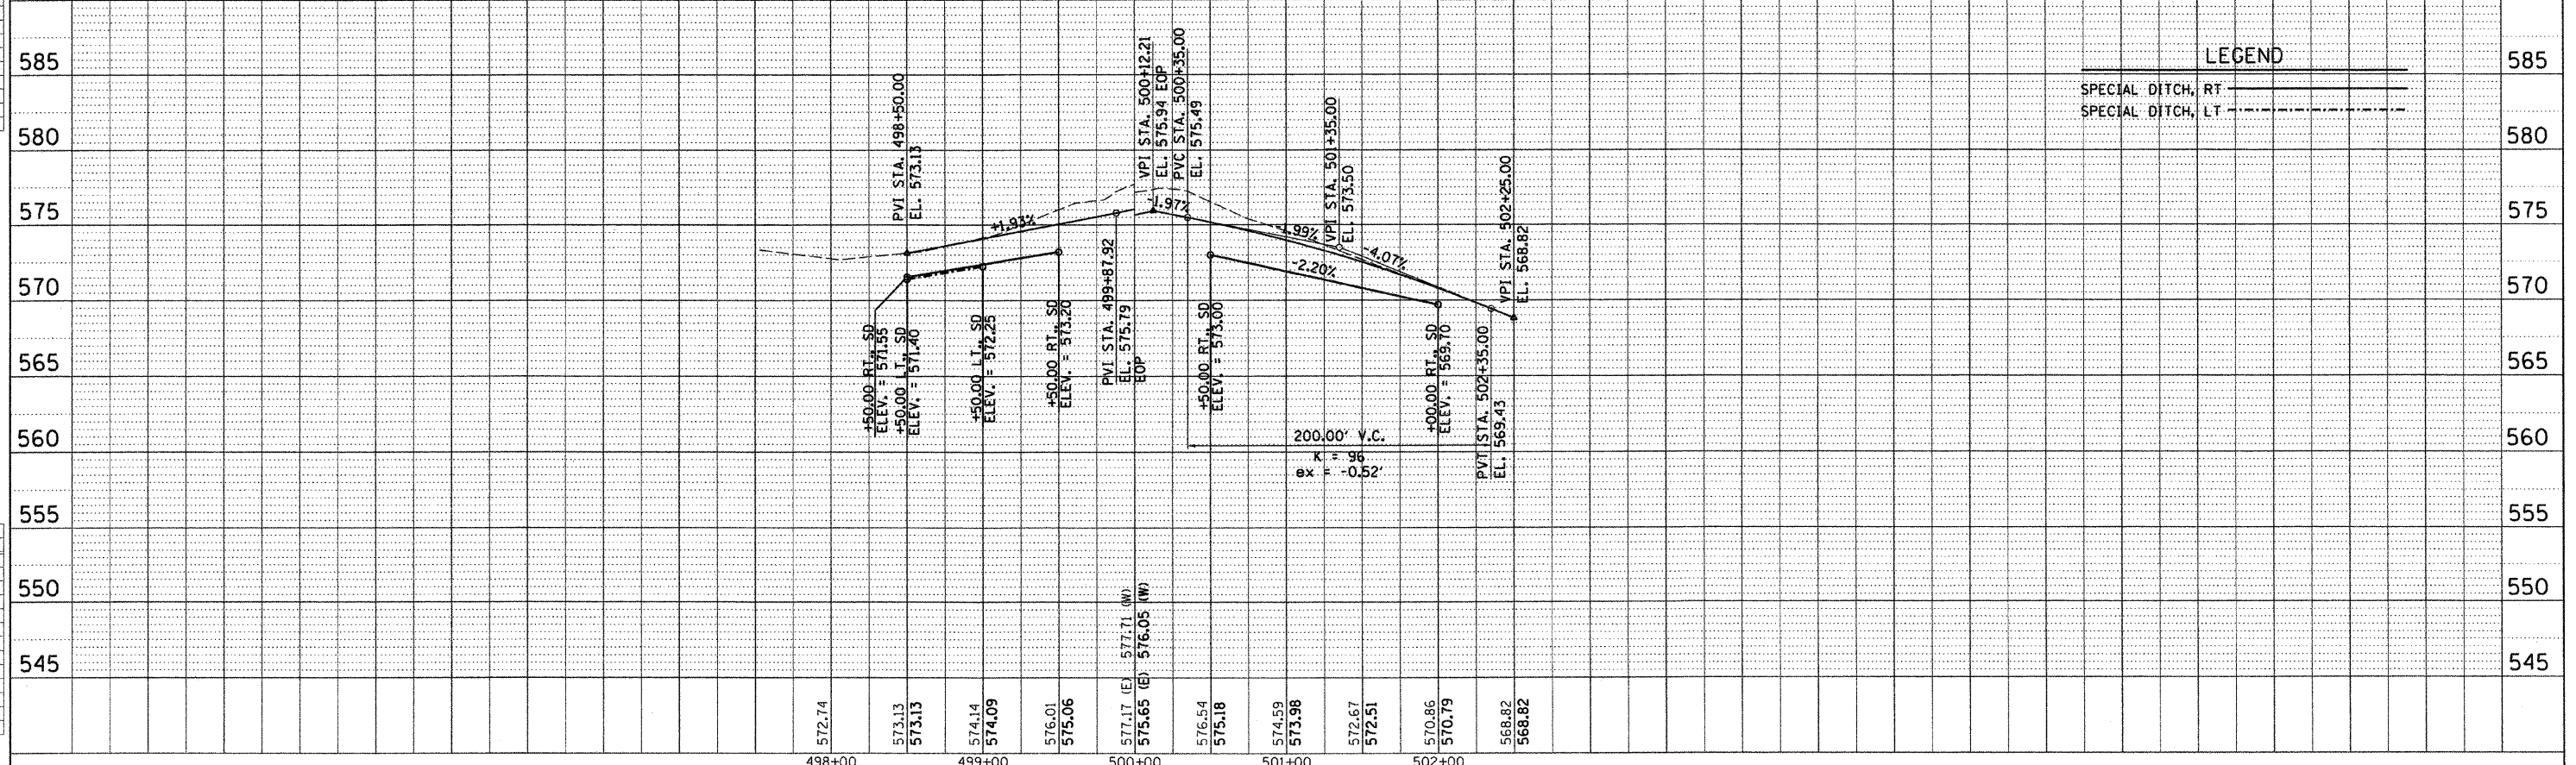 LEGEND
SPECIAL DITCH, RT
SPECIAL DITCH, LT
585
580
575
570
565
560
555
550
545
585
580
575
570
565
560
555
550
545
PVI STA. 498+50.00
EL. 573.13
VPI STA. 500+12.21
EL. 575.94 EOP
PVC STA. 500+35.00
EL. 575.49
VPI STA. 501+35.00
EL. 573.50
VPI STA. 502+25.00
EL. 568.82
+1.93%
-1.97%
-1.99%
-4.07%
-2.20%
+50.00 RT., SD
ELEV. = 571.55
+50.00 LT., SD
ELEV. = 571.40
+50.00 LT., SD
ELEV. = 572.25
+50.00 RT., SD
ELEV. = 573.20
PVI STA. 499+87.92
EL. 575.79
EOP
+50.00 RT., SD
ELEV. = 573.00
+00.00 RT., SD
ELEV. = 569.70
PVT STA. 502+35.00
EL. 569.43
200.00' V.C.
K = 96
ex = -0.52'
572.74
573.13
573.13
574.14
574.09
576.01
575.06
577.17 (E) 577.71 (W)
575.65 (E) 576.05 (W)
576.54
575.18
574.59
573.98
572.67
572.51
570.86
570.79
568.82
568.82
498+00
499+00
500+00
501+00
502+00